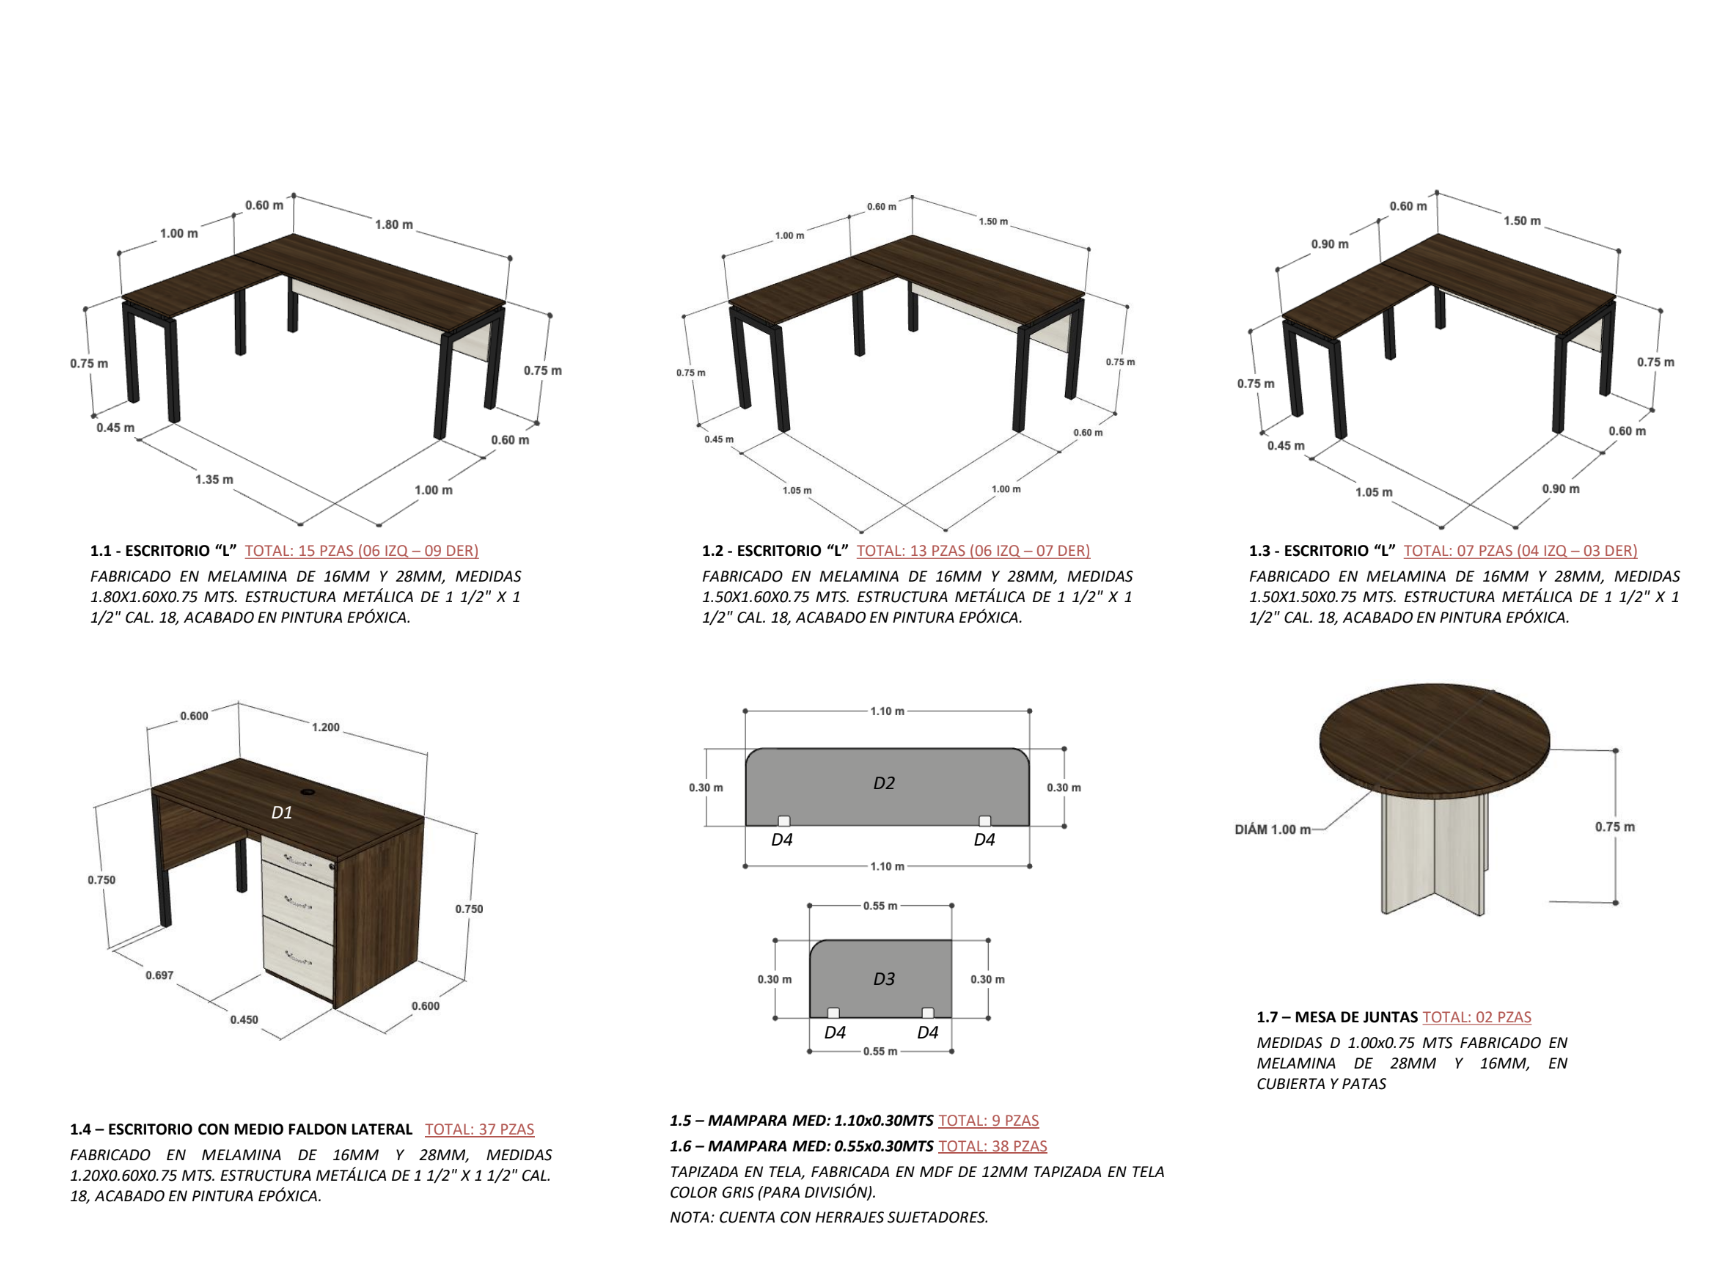 0.60 m
1.80 m
1.00 m
0.75 m
0.75 m
0.45 m
0.60 m
1.35 m
1.00 m
1.1 - ESCRITORIO “L” TOTAL: 15 PZAS (06 IZQ – 09 DER)
FABRICADO EN MELAMINA DE 16MM Y 28MM, MEDIDAS
1.80X1.60X0.75 MTS. ESTRUCTURA METÁLICA DE 1 1/2" X 1
1/2" CAL. 18, ACABADO EN PINTURA EPÓXICA.
0.60 m
1.50 m
1.00 m
0.75 m
0.75 m
0.45 m
0.60 m
1.05 m
1.00 m
1.2 - ESCRITORIO “L” TOTAL: 13 PZAS (06 IZQ – 07 DER)
FABRICADO EN MELAMINA DE 16MM Y 28MM, MEDIDAS
1.50X1.60X0.75 MTS. ESTRUCTURA METÁLICA DE 1 1/2" X 1
1/2" CAL. 18, ACABADO EN PINTURA EPÓXICA.
0.60 m
1.50 m
0.90 m
0.75 m
0.75 m
0.45 m
0.60 m
1.05 m
0.90 m
1.3 - ESCRITORIO “L” TOTAL: 07 PZAS (04 IZQ – 03 DER)
FABRICADO EN MELAMINA DE 16MM Y 28MM, MEDIDAS
1.50X1.50X0.75 MTS. ESTRUCTURA METÁLICA DE 1 1/2" X 1
1/2" CAL. 18, ACABADO EN PINTURA EPÓXICA.
0.600
1.200
D1
0.750
0.750
0.697
0.600
0.450
1.4 – ESCRITORIO CON MEDIO FALDON LATERAL TOTAL: 37 PZAS
FABRICADO EN MELAMINA DE 16MM Y 28MM, MEDIDAS
1.20X0.60X0.75 MTS. ESTRUCTURA METÁLICA DE 1 1/2" X 1 1/2" CAL.
18, ACABADO EN PINTURA EPÓXICA.
1.10 m
D2
0.30 m
0.30 m
D4
D4
1.10 m
0.55 m
D3
0.30 m
0.30 m
D4
D4
0.55 m
1.5 – MAMPARA MED: 1.10x0.30MTS TOTAL: 9 PZAS
1.6 – MAMPARA MED: 0.55x0.30MTS TOTAL: 38 PZAS
TAPIZADA EN TELA, FABRICADA EN MDF DE 12MM TAPIZADA EN TELA
COLOR GRIS (PARA DIVISIÓN).
NOTA: CUENTA CON HERRAJES SUJETADORES.
DIÁM 1.00 m
0.75 m
1.7 – MESA DE JUNTAS TOTAL: 02 PZAS
MEDIDAS D 1.00x0.75 MTS FABRICADO EN
MELAMINA DE 28MM Y 16MM, EN
CUBIERTA Y PATAS